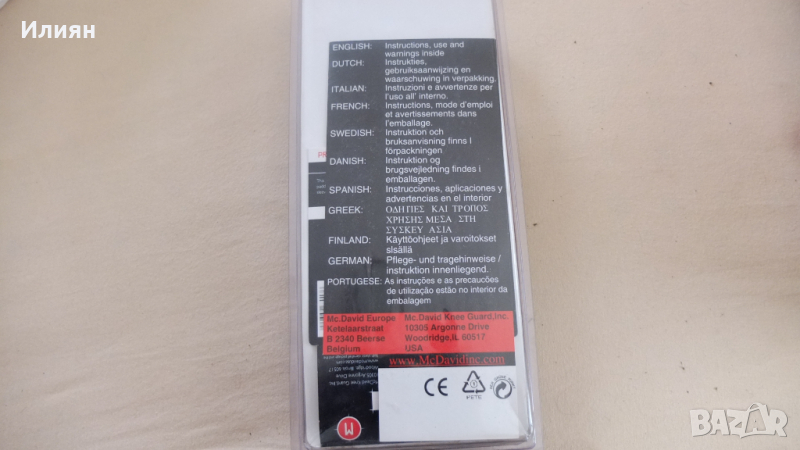 Илиян
ENGLISH: Instructions, use and
warnings inside
DUTCH: Instrukties,
gebruiksaanwijzing en
waarschuwing in verpakking.
ITALIAN: Instruzioni e avvertenze per
l'uso all' interno.
FRENCH: Instructions, mode d'emploi
et avertissements dans
l'emballage.
SWEDISH: Instruktion och
bruksanvisning finns I
förpackningen
DANISH: Instruktion og
brugsvejledning findes i
emballagen.
SPANISH: Instrucciones, aplicaciones y
advertencias en el interior
GREEK: ΟΔΗΓΙΕΣ ΚΑΙ ΤΡΟΠΟΣ
ΧΡΗΣΗΣ ΜΕΣΑ ΣΤΗ
ΣΥΣΚΕΥ ΑΣΙΑ
FINLAND: Käyttöohjeet ja varoitokset
sisällä
GERMAN: Pflege- und tragehinweise /
instruktion innenliegend.
PORTUGESE: As instruções e as precaucões
de utilização estão no interior da
embalagem
Mc.David Europe Mc.David Knee Guard,Inc.
Ketelaarstraat 10305 Argonne Drive
B 2340 Beerse Woodridge,IL 60517
Belgium USA
www.McDavidinc.com
CE
KETE
M
BAZAR